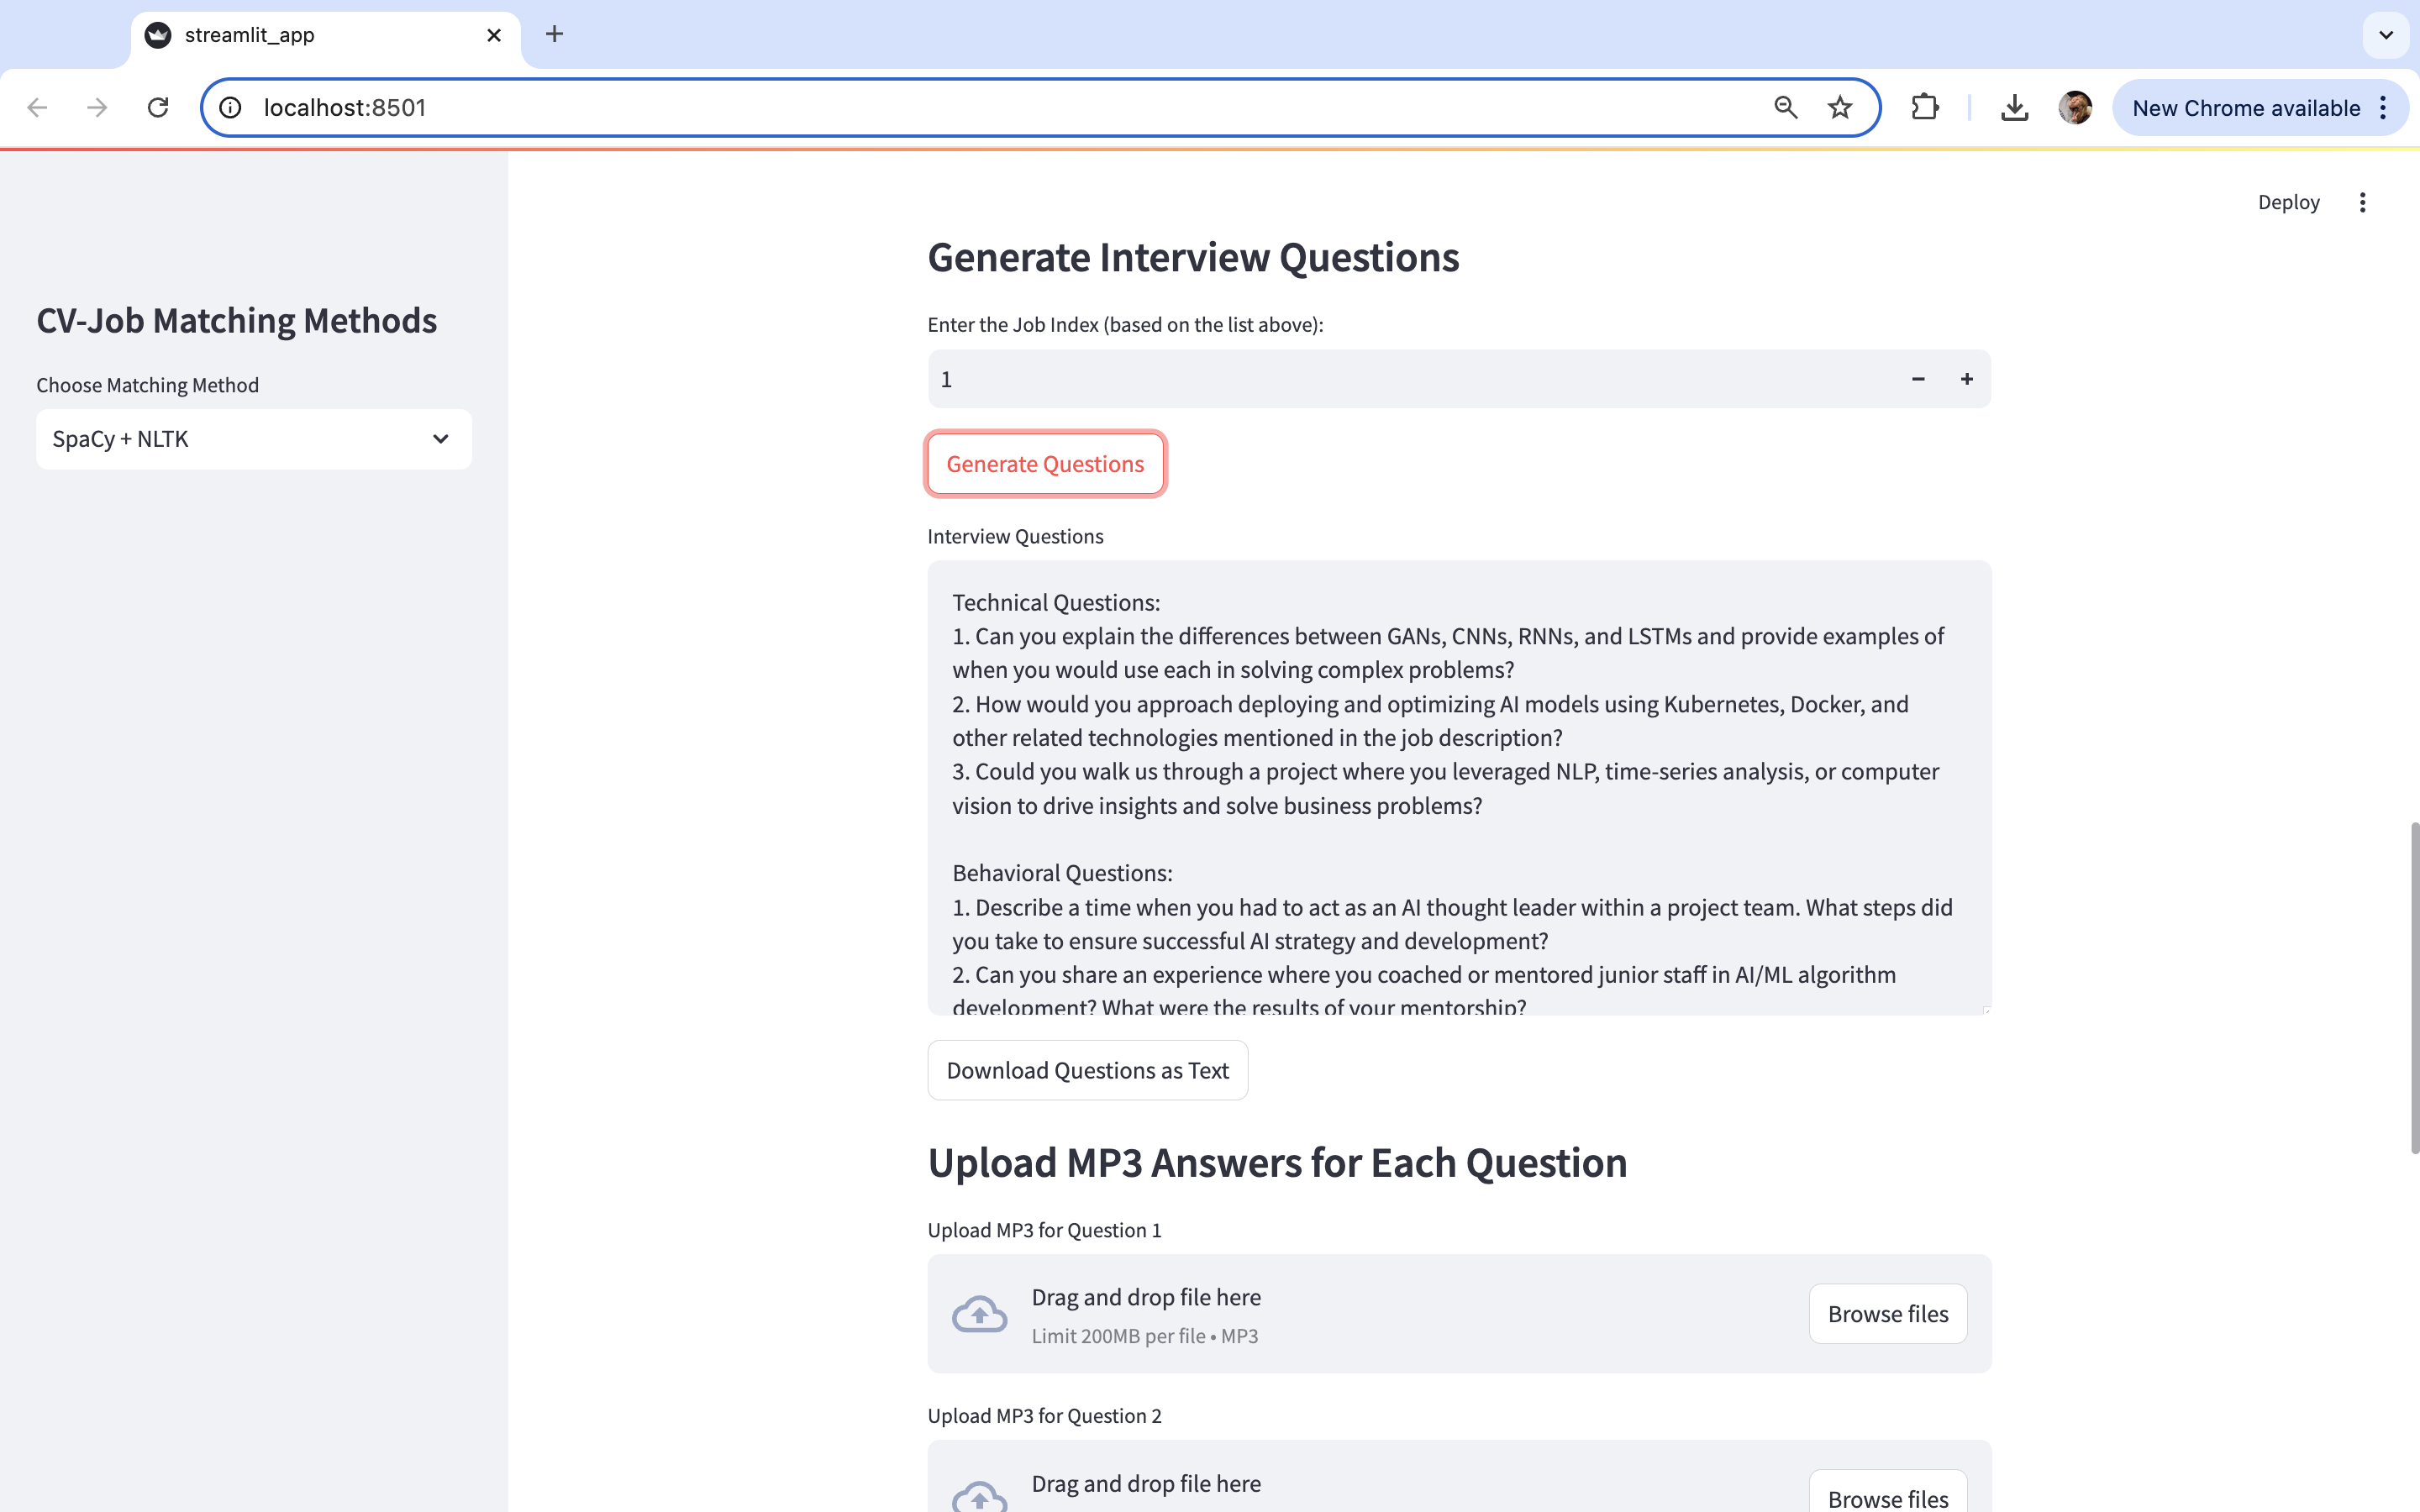 streamlit_app
localhost:8501
New Chrome available
Deploy
CV-Job Matching Methods
Choose Matching Method
SpaCy + NLTK
Generate Interview Questions
Enter the Job Index (based on the list above):
1
Generate Questions
Interview Questions
Technical Questions:
1. Can you explain the differences between GANs, CNNs, RNNs, and LSTMs and provide examples of
when you would use each in solving complex problems?
2. How would you approach deploying and optimizing AI models using Kubernetes, Docker, and
other related technologies mentioned in the job description?
3. Could you walk us through a project where you leveraged NLP, time-series analysis, or computer
vision to drive insights and solve business problems?
Behavioral Questions:
1. Describe a time when you had to act as an AI thought leader within a project team. What steps did
you take to ensure successful AI strategy and development?
2. Can you share an experience where you coached or mentored junior staff in AI/ML algorithm
development? What were the results of your mentorship?
Download Questions as Text
Upload MP3 Answers for Each Question
Upload MP3 for Question 1
Drag and drop file here
Limit 200MB per file • MP3
Browse files
Upload MP3 for Question 2
Drag and drop file here
Browse files